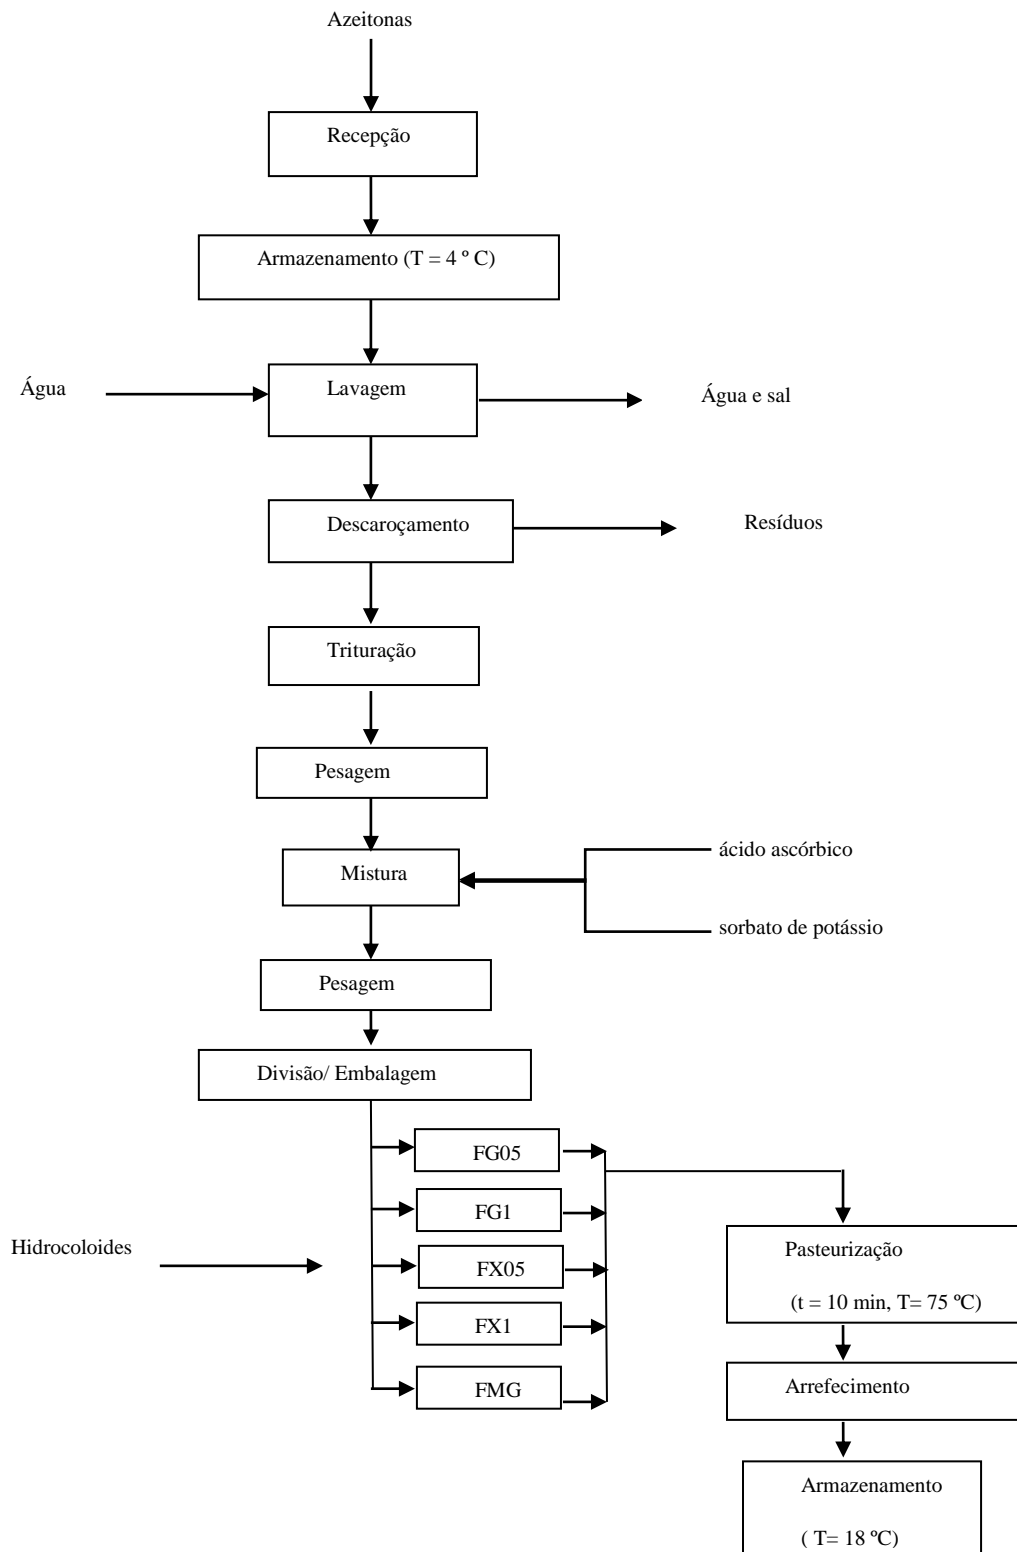 Azeitonas
Recepção
Armazenamento (T = 4 º C)
Água
Lavagem
Água e sal
Descaroçamento
Resíduos
Trituração
Pesagem
Mistura
ácido ascórbico
sorbato de potássio
Pesagem
Divisão/ Embalagem
FG05
FG1
Hidrocoloides
FX05
FX1
FMG
Pasteurização
(t = 10 min, T= 75 ºC)
Arrefecimento
Armazenamento
( T= 18 ºC)